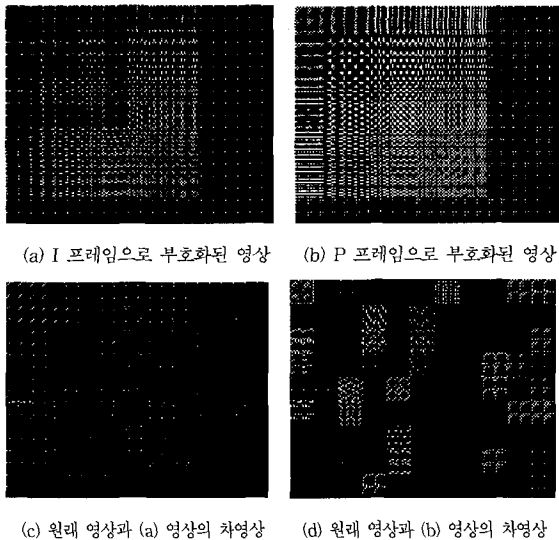 (a) I 프레임으로 부호화된 영상
(b) P 프레임으로 부호화된 영상
(c) 원래 영상과 (a) 영상의 차영상
(d) 원래 영상과 (b) 영상의 차영상